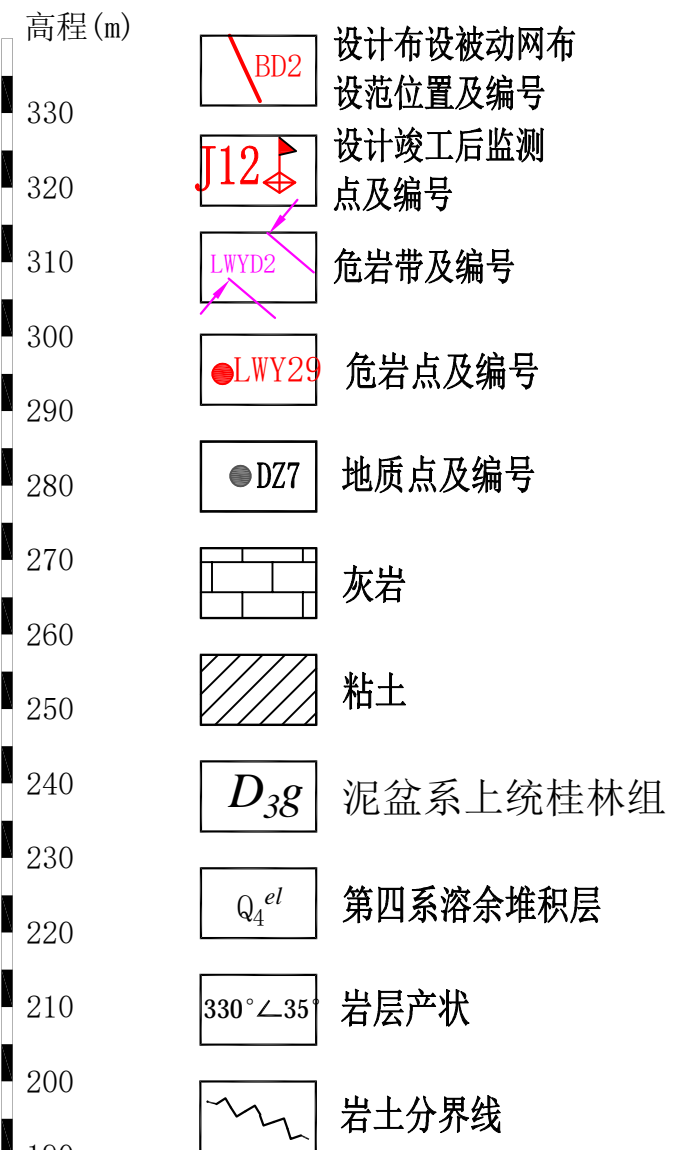 高程(m)
BD2
设计布设被动网布
设范位置及编号
330
J12
设计竣工后监测
点及编号
320
310
LWYD2
危岩带及编号
300
LWY29
危岩点及编号
290
DZ7
地质点及编号
280
270
灰岩
260
粘土
250
240
D₃g
泥盆系上统桂林组
230
Q₄ᵉˡ
第四系溶余堆积层
220
210
330°∠35°
岩层产状
200
岩土分界线
190